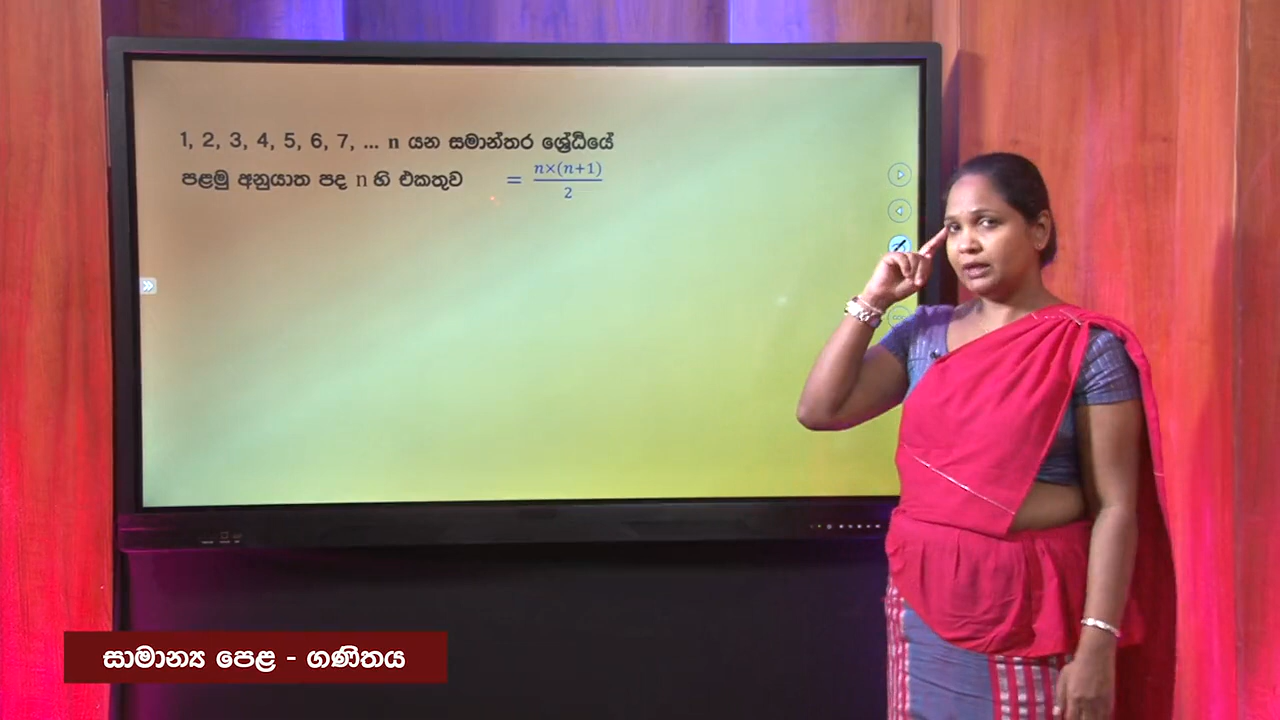 1, 2, 3, 4, 5, 6, 7, ... n යන සමාන්තර ශ්‍රේඪියේ
පළමු අනුයාත පද n හි එකතුව = n×(n+1)/2
සාමාන්‍ය පෙළ - ගණිතය